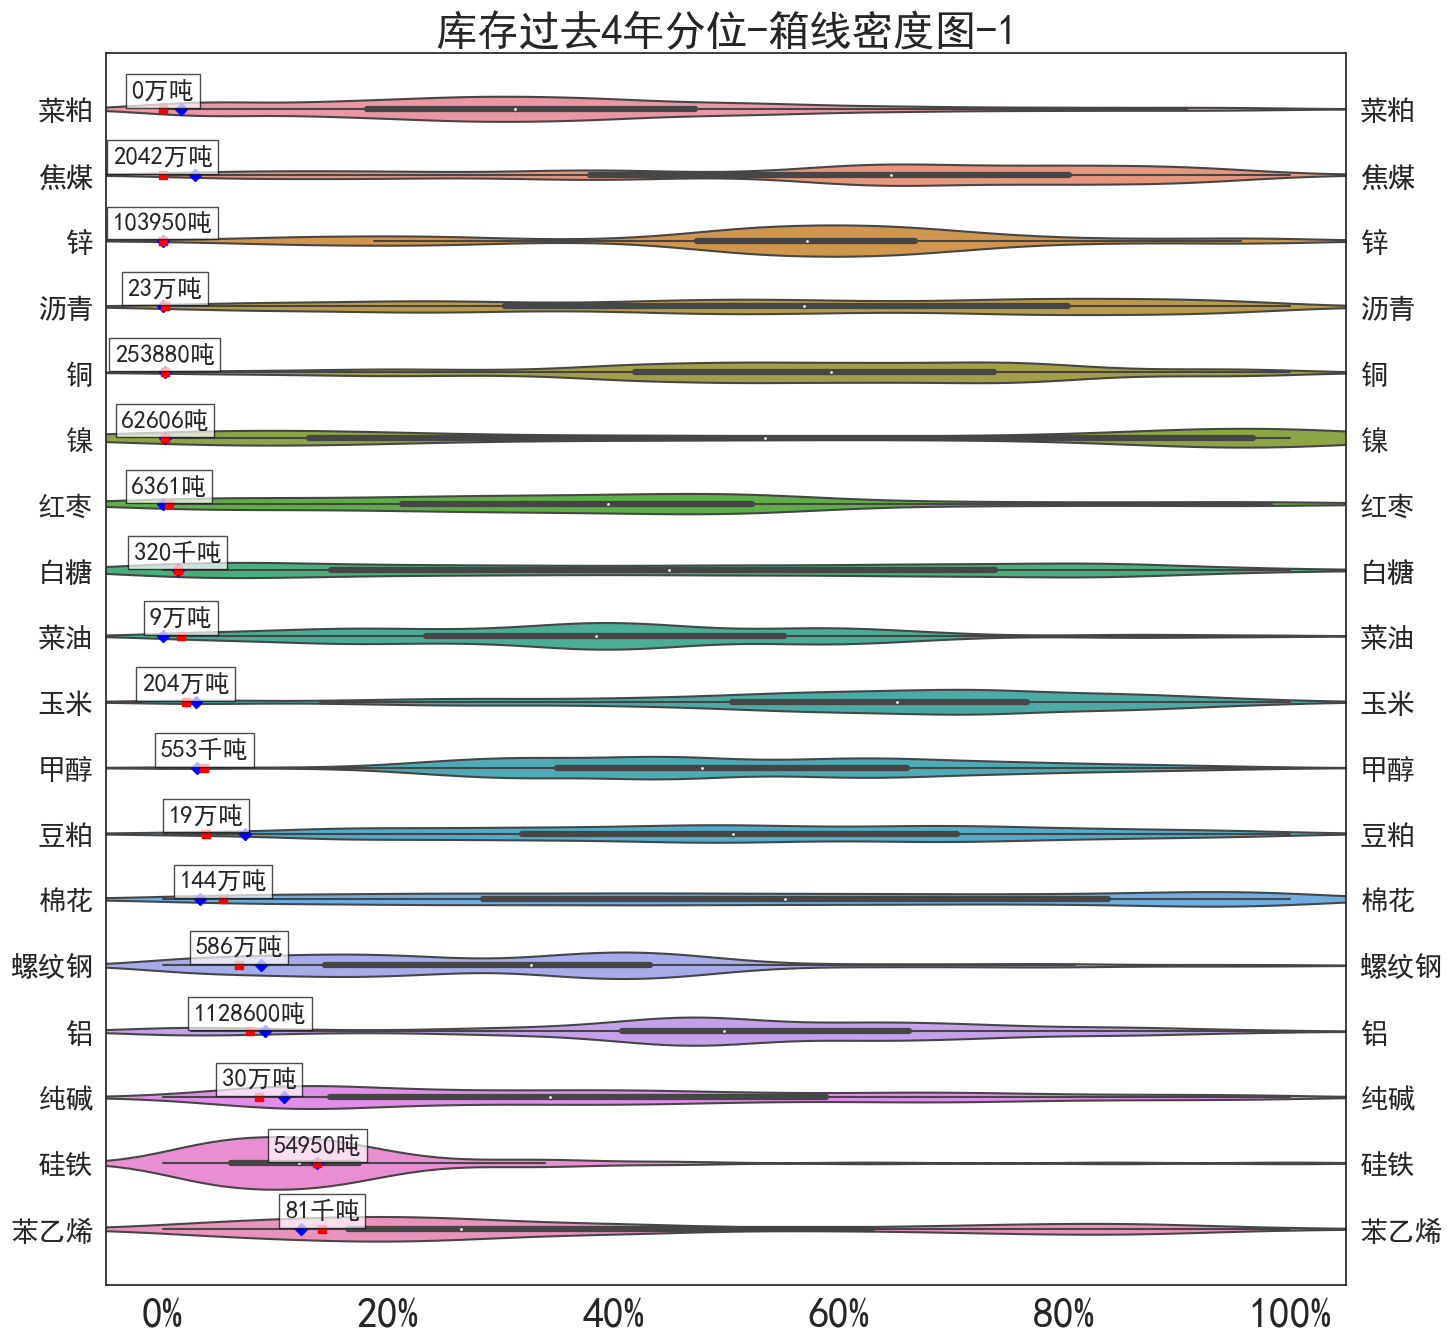 库存过去4年分位-箱线密度图-1
0万吨
菜粕 菜粕
2042万吨
焦煤 焦煤
103950吨
锌 锌
23万吨
沥青 沥青
253880吨
铜 铜
62606吨
镍 镍
6361吨
红枣 红枣
320千吨
白糖 白糖
9万吨
菜油 菜油
204万吨
玉米 玉米
553千吨
甲醇 甲醇
19万吨
豆粕 豆粕
144万吨
棉花 棉花
586万吨
螺纹钢 螺纹钢
1128600吨
铝 铝
30万吨
纯碱 纯碱
54950吨
硅铁 硅铁
81千吨
苯乙烯 苯乙烯
0% 20% 40% 60% 80% 100%